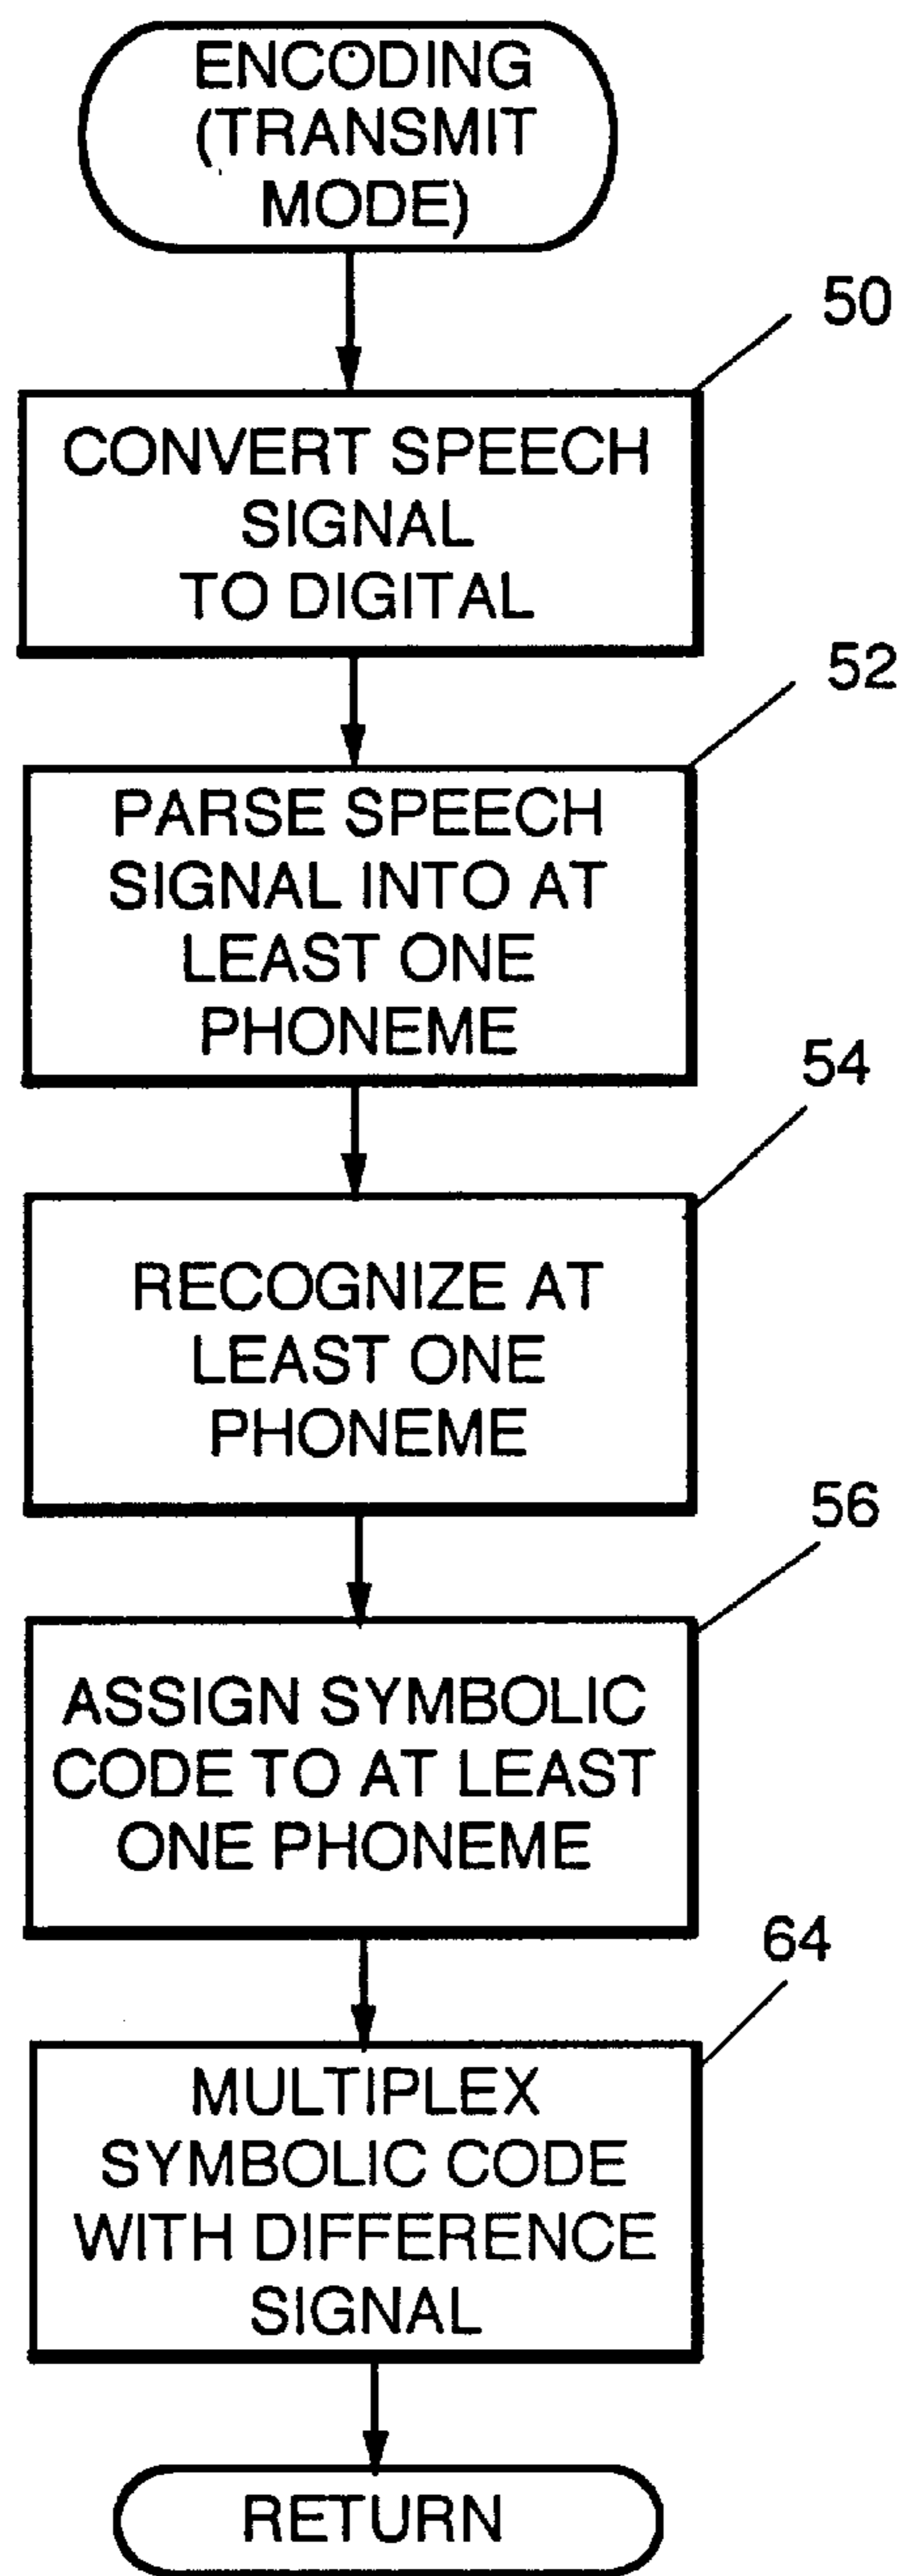 ENCODING
(TRANSMIT
MODE)
50
CONVERT SPEECH
SIGNAL
TO DIGITAL
52
PARSE SPEECH
SIGNAL INTO AT
LEAST ONE
PHONEME
54
RECOGNIZE AT
LEAST ONE
PHONEME
56
ASSIGN SYMBOLIC
CODE TO AT LEAST
ONE PHONEME
64
MULTIPLEX
SYMBOLIC CODE
WITH DIFFERENCE
SIGNAL
RETURN